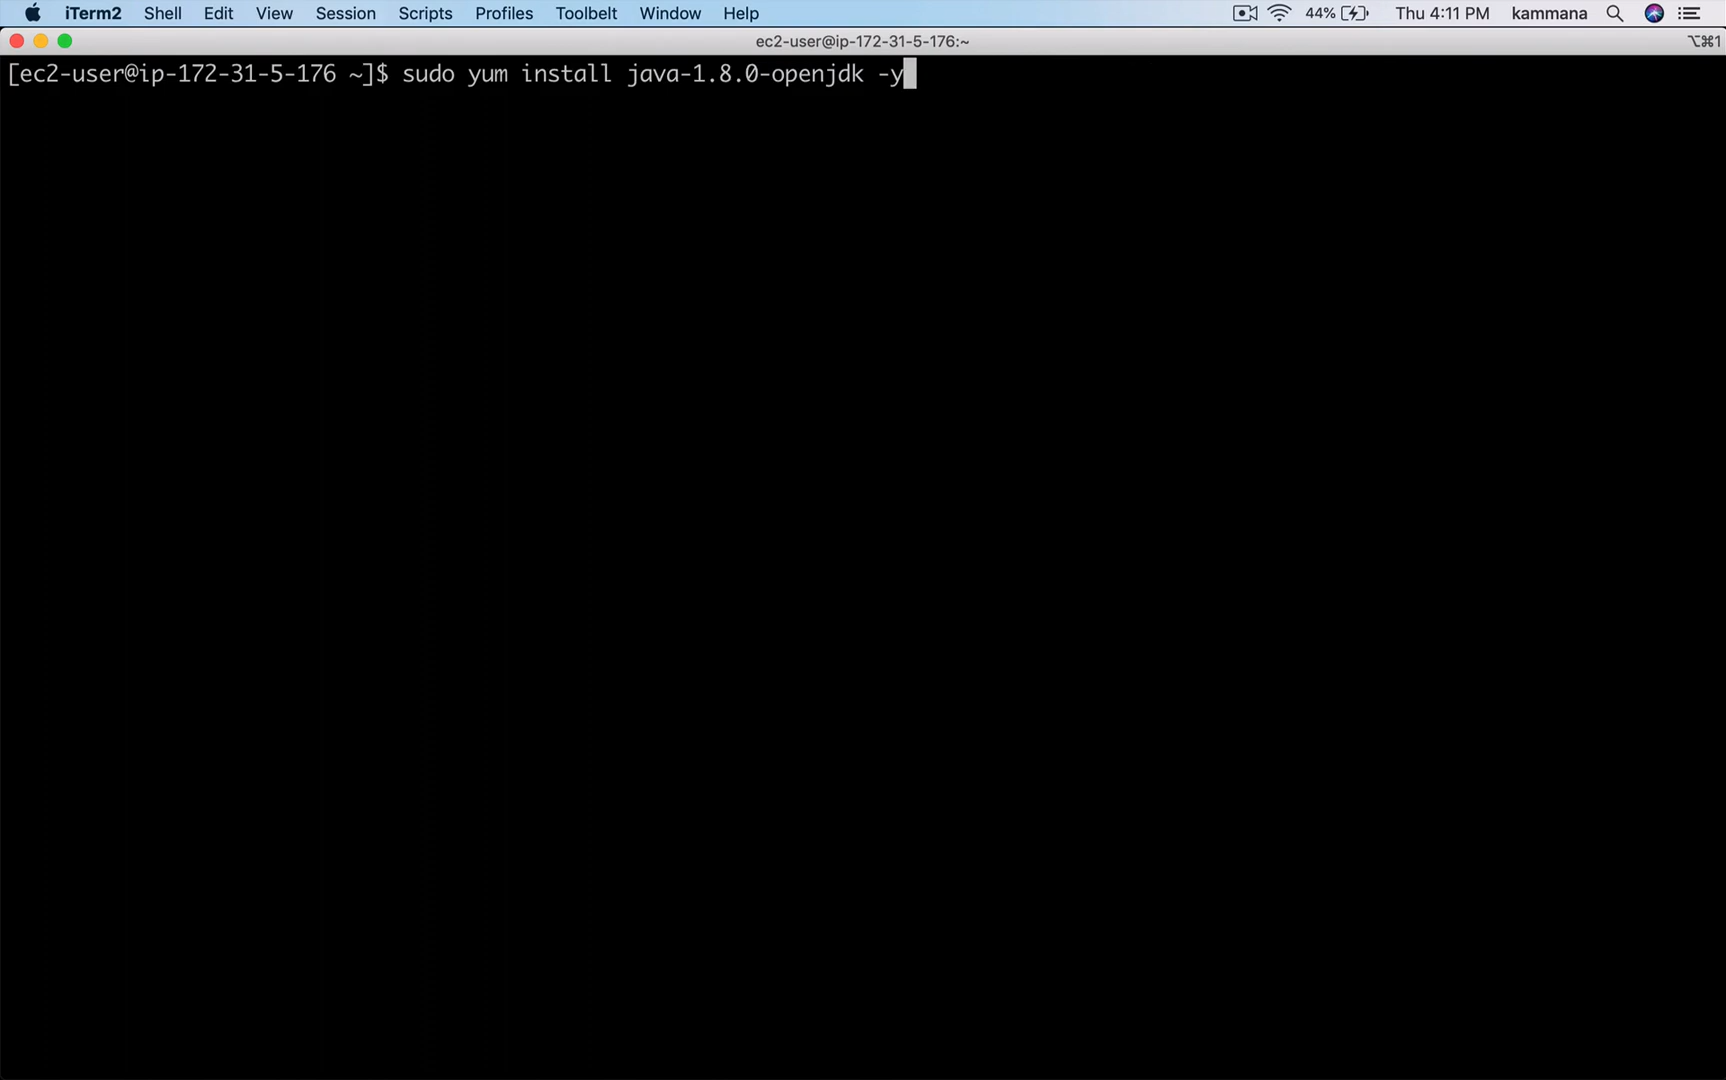 iTerm2 Shell Edit View Session Scripts Profiles Toolbelt Window Help 44% Thu 4:11 PM kammana
ec2-user@ip-172-31-5-176:~ ⌥⌘1
[ec2-user@ip-172-31-5-176 ~]$ sudo yum install java-1.8.0-openjdk -y